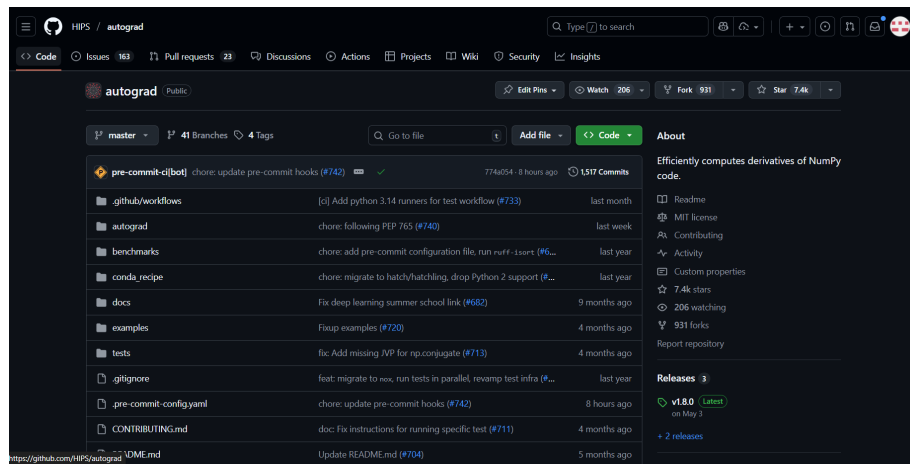 HIPS / autograd
Type / to search
Code
Issues 163
Pull requests 23
Discussions
Actions
Projects
Wiki
Security
Insights
autograd Public
Edit Pins
Watch 206
Fork 931
Star 7.4k
master
41 Branches
4 Tags
Go to file t
Add file
Code
pre-commit-ci[bot] chore: update pre-commit hooks (#742) 774a054 · 8 hours ago 1,517 Commits
.github/workflows [ci] Add python 3.14 runners for test workflow (#733) last month
autograd chore: following PEP 765 (#740) last week
benchmarks chore: add pre-commit configuration file, run ruff-isort (#6... last year
conda_recipe chore: migrate to hatch/hatchling, drop Python 2 support (#... last year
docs Fix deep learning summer school link (#682) 9 months ago
examples Fixup examples (#720) 4 months ago
tests fix: Add missing JVP for np.conjugate (#713) 4 months ago
.gitignore feat: migrate to nox, run tests in parallel, revamp test infra (#... last year
.pre-commit-config.yaml chore: update pre-commit hooks (#742) 8 hours ago
CONTRIBUTING.md doc: Fix instructions for running specific test (#711) 4 months ago
DME.md Update README.md (#704) 5 months ago
https://github.com/HIPS/autograd
About
Efficiently computes derivatives of NumPy
code.
Readme
MIT license
Contributing
Activity
Custom properties
7.4k stars
206 watching
931 forks
Report repository
Releases 3
v1.8.0 Latest
on May 3
+ 2 releases